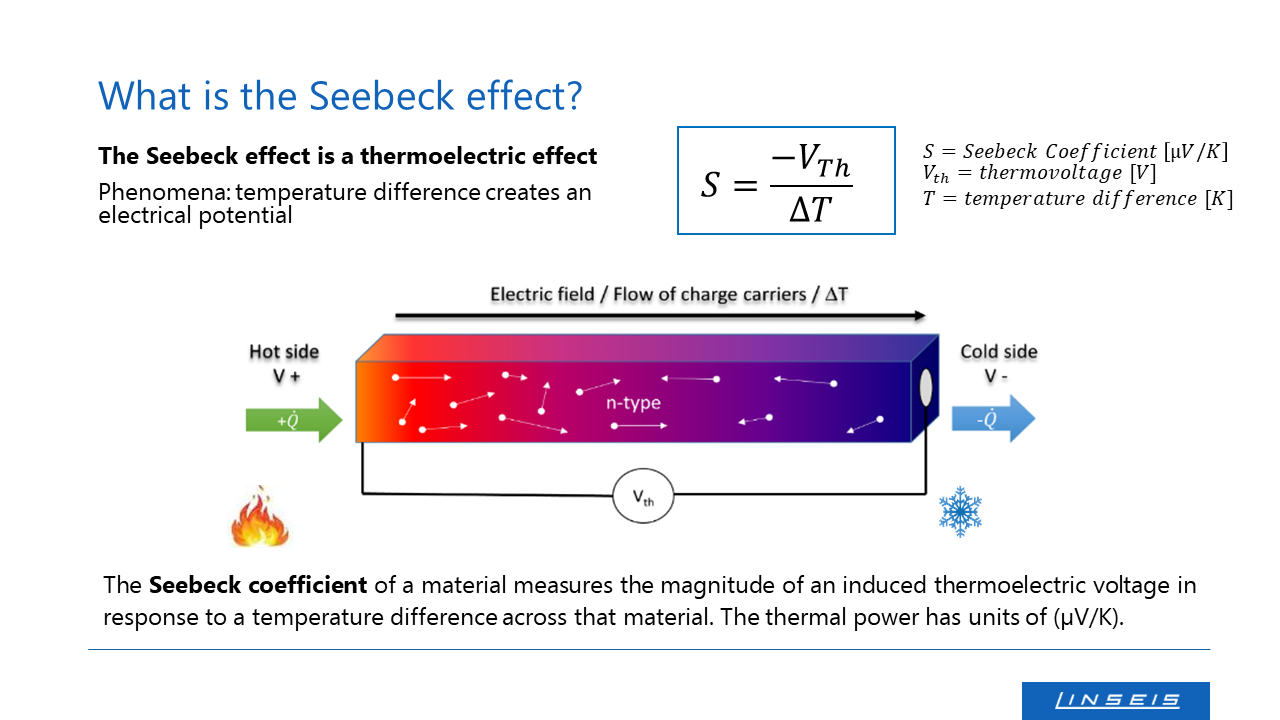 What is the Seebeck effect?
The Seebeck effect is a thermoelectric effect
Phenomena: temperature difference creates an
electrical potential
S = −V_Th / ΔT
S = Seebeck Coefficient [µV/K]
V_th = thermovoltage [V]
T = temperature difference [K]
Electric field / Flow of charge carriers / ΔT
Hot side
V +
+Q̇
n-type
Cold side
V -
-Q̇
V_th
The Seebeck coefficient of a material measures the magnitude of an induced thermoelectric voltage in
response to a temperature difference across that material. The thermal power has units of (µV/K).
LINSEIS